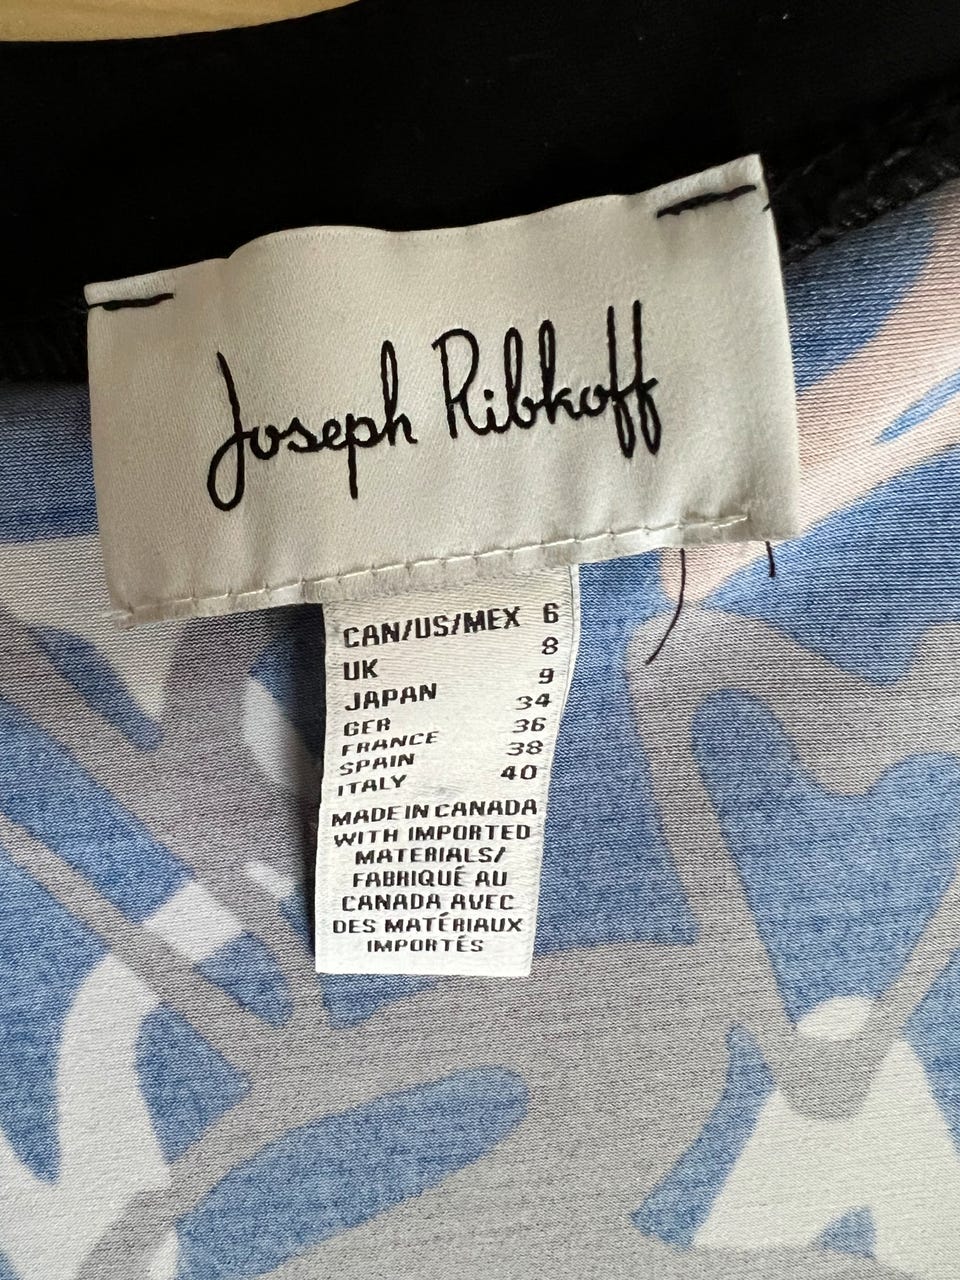 Joseph Ribkoff
CAN/US/MEX 6
UK 8
JAPAN 9
GER 34
FRANCE 36
SPAIN 38
ITALY 40
MADE IN CANADA
WITH IMPORTED
MATERIALS/
FABRIQUÉ AU
CANADA AVEC
DES MATÉRIAUX
IMPORTÉS